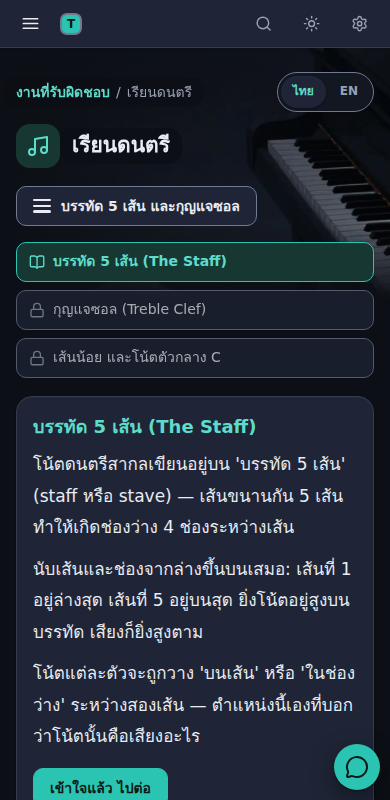 T
งานที่รับผิดชอบ / เรียนดนตรี
ไทย EN
เรียนดนตรี
บรรทัด 5 เส้น และกุญแจซอล
บรรทัด 5 เส้น (The Staff)
กุญแจซอล (Treble Clef)
เส้นน้อย และโน้ตตัวกลาง C
บรรทัด 5 เส้น (The Staff)
โน้ตดนตรีสากลเขียนอยู่บน 'บรรทัด 5 เส้น'
(staff หรือ stave) — เส้นขนานกัน 5 เส้น
ทำให้เกิดช่องว่าง 4 ช่องระหว่างเส้น
นับเส้นและช่องจากล่างขึ้นบนเสมอ: เส้นที่ 1
อยู่ล่างสุด เส้นที่ 5 อยู่บนสุด ยิ่งโน้ตอยู่สูงบน
บรรทัด เสียงก็ยิ่งสูงตาม
โน้ตแต่ละตัวจะถูกวาง 'บนเส้น' หรือ 'ในช่อง
ว่าง' ระหว่างสองเส้น — ตำแหน่งนี้เองที่บอก
ว่าโน้ตนั้นคือเสียงอะไร
เข้าใจแล้ว ไปต่อ